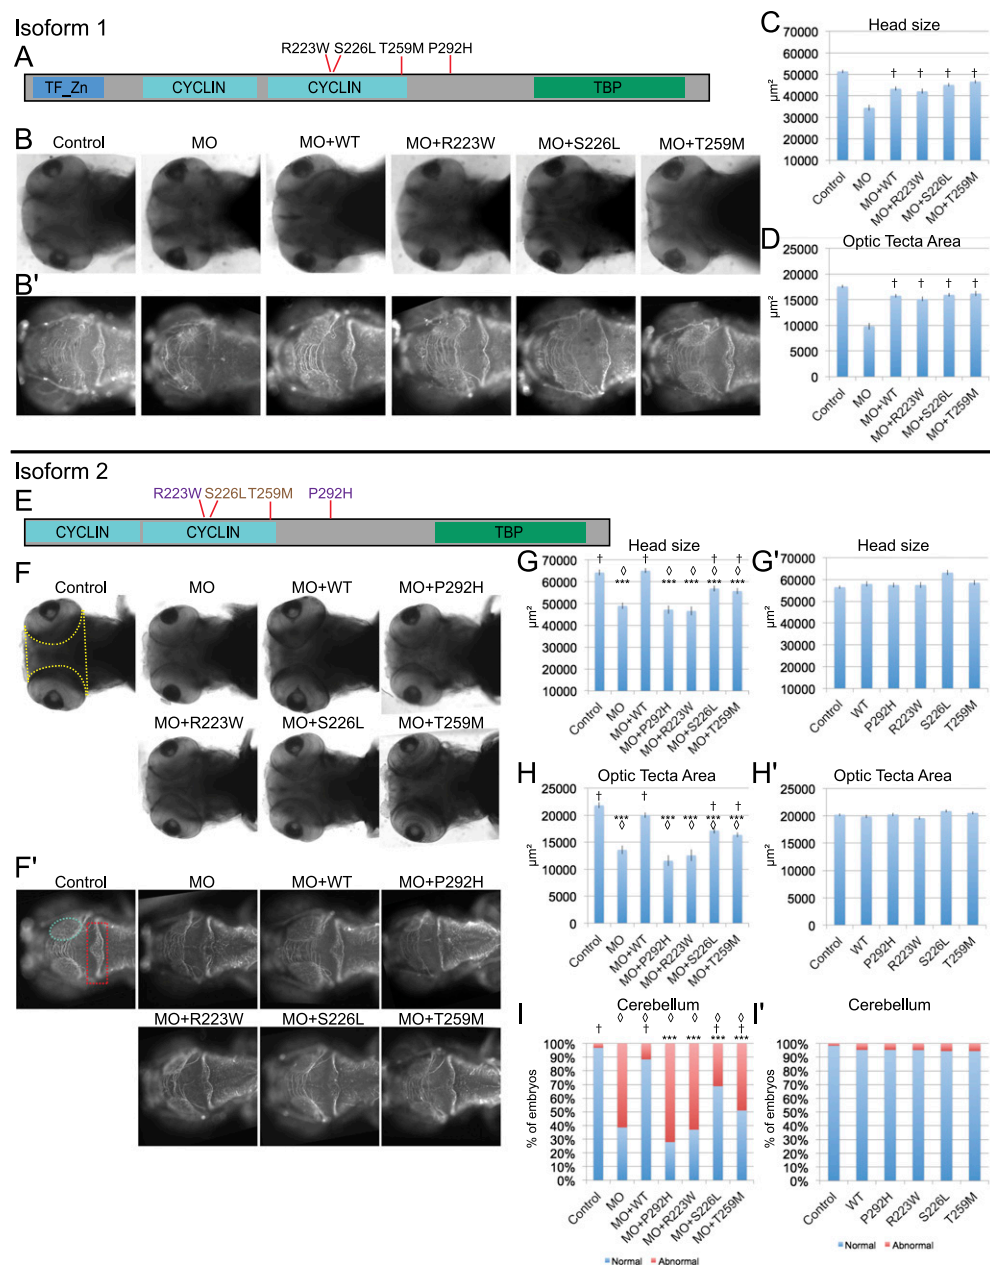 Isoform 1
A
R223W S226L T259M P292H
TF_Zn CYCLIN CYCLIN TBP
B
Control MO MO+WT MO+R223W MO+S226L MO+T259M
B'
C
Head size
µm²
70000
60000
50000
40000
30000
20000
10000
† † † †
Control MO MO+WT MO+R223W MO+S226L MO+T259M
D
Optic Tecta Area
µm²
25000
20000
15000
10000
5000
0
† † † †
Control MO MO+WT MO+R223W MO+S226L MO+T259M
Isoform 2
E
R223W S226L T259M P292H
CYCLIN CYCLIN TBP
F
Control MO MO+WT MO+P292H
MO+R223W MO+S226L MO+T259M
F'
Control MO MO+WT MO+P292H
MO+R223W MO+S226L MO+T259M
G
Head size
µm²
70000
60000
50000
40000
30000
20000
10000
† † † †
◊ ◊ ◊ ◊ ◊
*** *** *** *** ***
Control MO MO+WT MO+P292H MO+R223W MO+S226L MO+T259M
G'
Head size
µm²
70000
60000
50000
40000
30000
20000
10000
Control WT P292H R223W S226L T259M
H
Optic Tecta Area
µm²
25000
20000
15000
10000
5000
0
† † † †
*** *** *** *** ***
◊ ◊ ◊ ◊ ◊
Control MO MO+WT MO+P292H MO+R223W MO+S226L MO+T259M
H'
Optic Tecta Area
µm²
25000
20000
15000
10000
5000
0
Control WT P292H R223W S226L T259M
I
Cerebellum
◊ ◊ ◊ ◊ ◊ ◊
† † † †
*** *** *** ***
% of embryos
100%
90%
80%
70%
60%
50%
40%
30%
20%
10%
0%
Control MO MO+WT MO+P292H MO+R223W MO+S226L MO+T259M
Normal Abnormal
I'
Cerebellum
% of embryos
100%
90%
80%
70%
60%
50%
40%
30%
20%
10%
0%
Control WT P292H R223W S226L T259M
Normal Abnormal